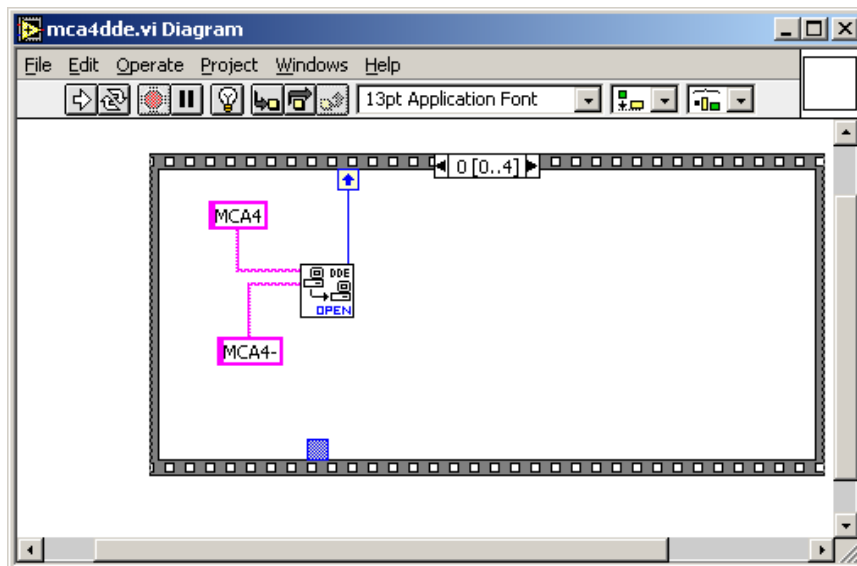 mca4dde.vi Diagram
File Edit Operate Project Windows Help
13pt Application Font
0 [0..4]
MCA4
DDE
OPEN
MCA4-